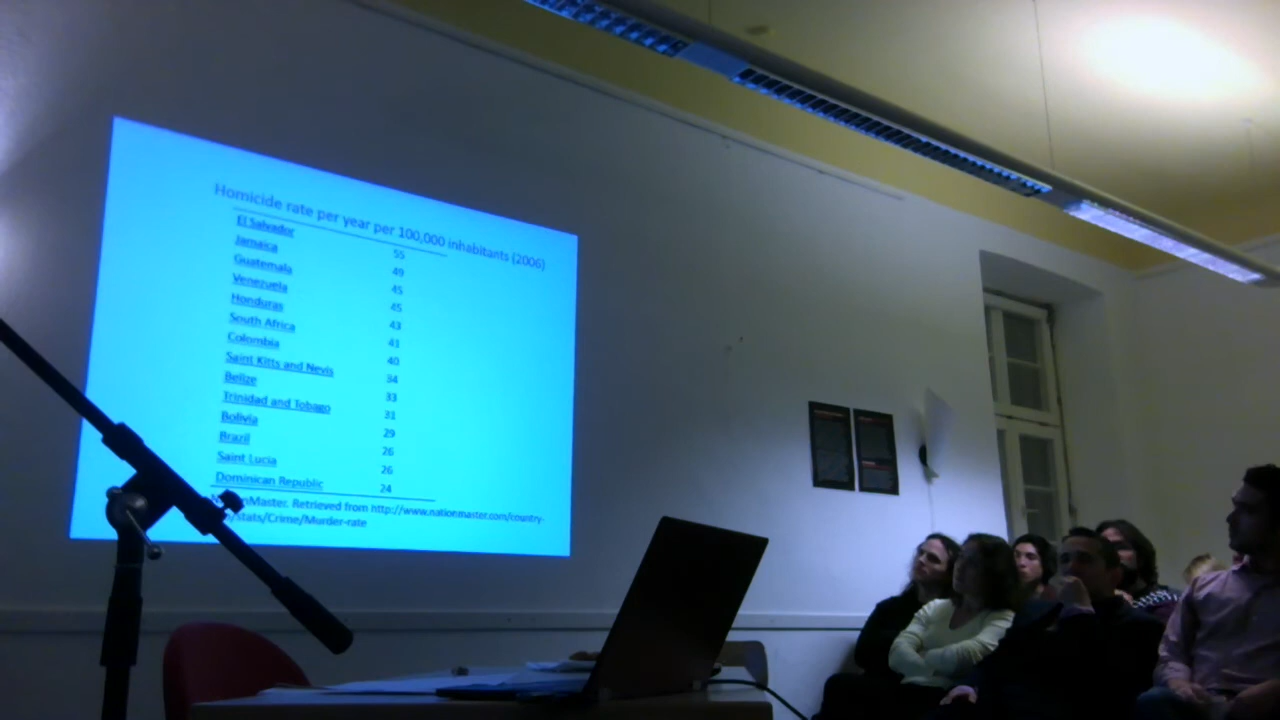 Homicide rate per year per 100,000 inhabitants (2006)
El Salvador 55
Jamaica 49
Guatemala 45
Venezuela 45
Honduras 43
South Africa 41
Colombia 40
Saint Kitts and Nevis 34
Belize 33
Trinidad and Tobago 31
Bolivia 29
Brazil 26
Saint Lucia 26
Dominican Republic 24
Master. Retrieved from http://www.nationmaster.com/country-
/stats/Crime/Murder-rate